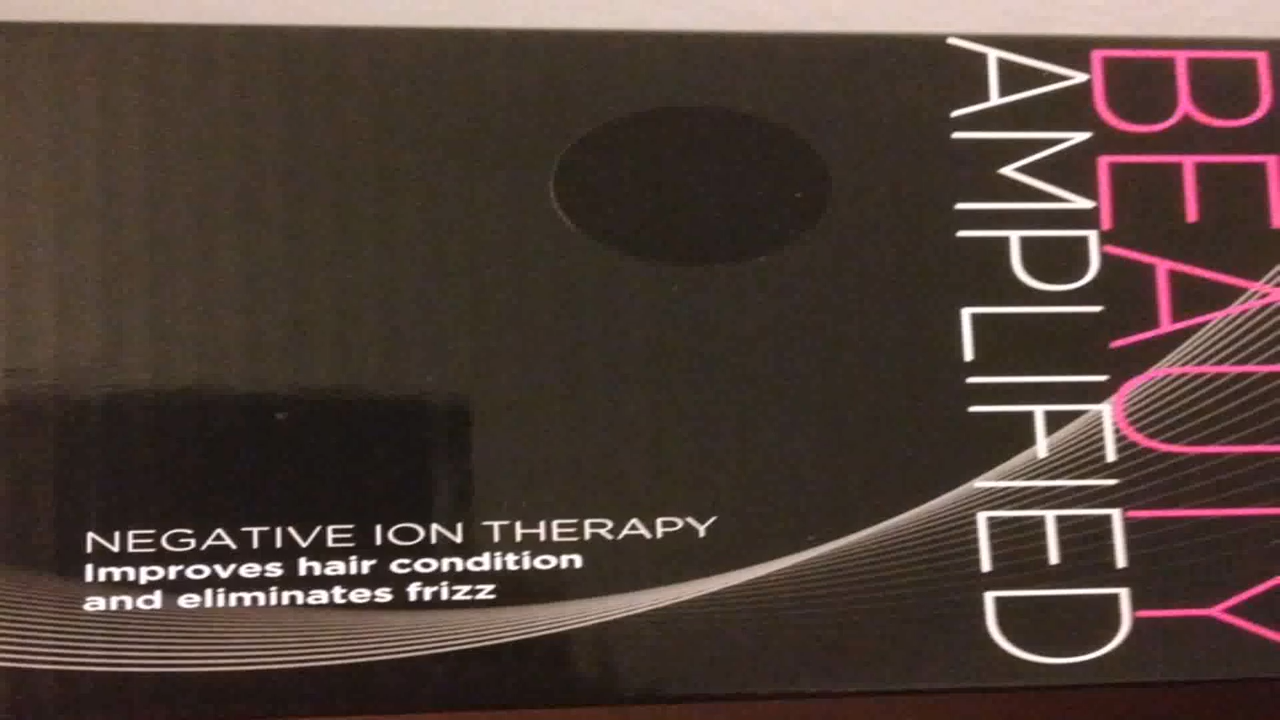 BEAUTY
AMPLIFIED
NEGATIVE ION THERAPY
Improves hair condition
and eliminates frizz